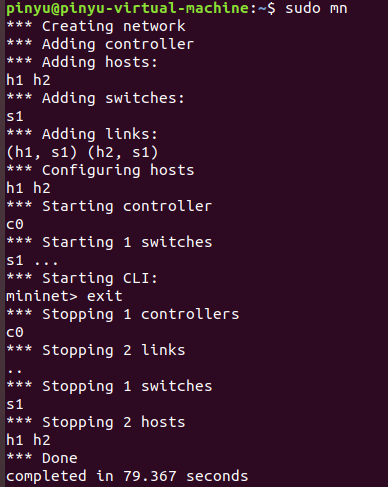 pinyu@pinyu-virtual-machine:~$ sudo mn
*** Creating network
*** Adding controller
*** Adding hosts:
h1 h2
*** Adding switches:
s1
*** Adding links:
(h1, s1) (h2, s1)
*** Configuring hosts
h1 h2
*** Starting controller
c0
*** Starting 1 switches
s1 ...
*** Starting CLI:
mininet> exit
*** Stopping 1 controllers
c0
*** Stopping 2 links
..
*** Stopping 1 switches
s1
*** Stopping 2 hosts
h1 h2
*** Done
completed in 79.367 seconds